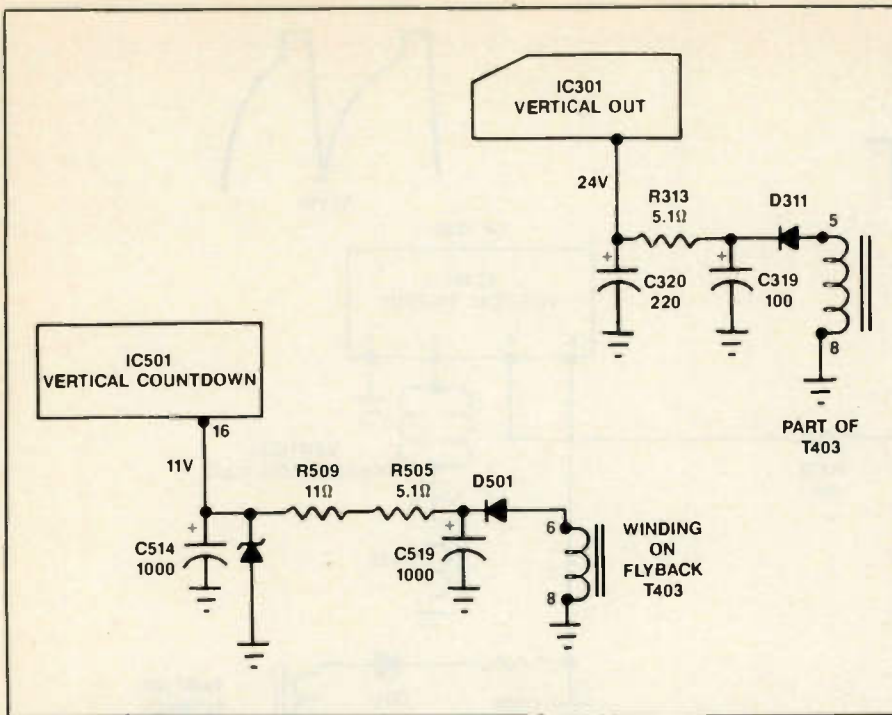 IC301
VERTICAL OUT
24V
R313
5.1Ω
D311
5
+
C320
220
+
C319
100
8
PART OF
T403
IC501
VERTICAL COUNTDOWN
16
11V
R509
11Ω
R505
5.1Ω
D501
6
+
C514
1000
+
C519
1000
8
WINDING
ON
FLYBACK
T403